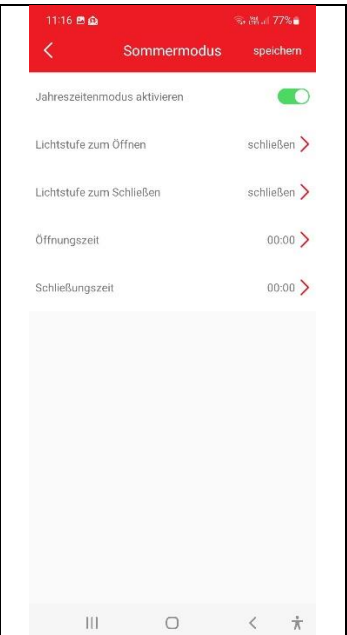 11:16 77%
Sommermodus speichern
Jahreszeitenmodus aktivieren
Lichtstufe zum Öffnen schließen
Lichtstufe zum Schließen schließen
Öffnungszeit 00:00
Schließungszeit 00:00